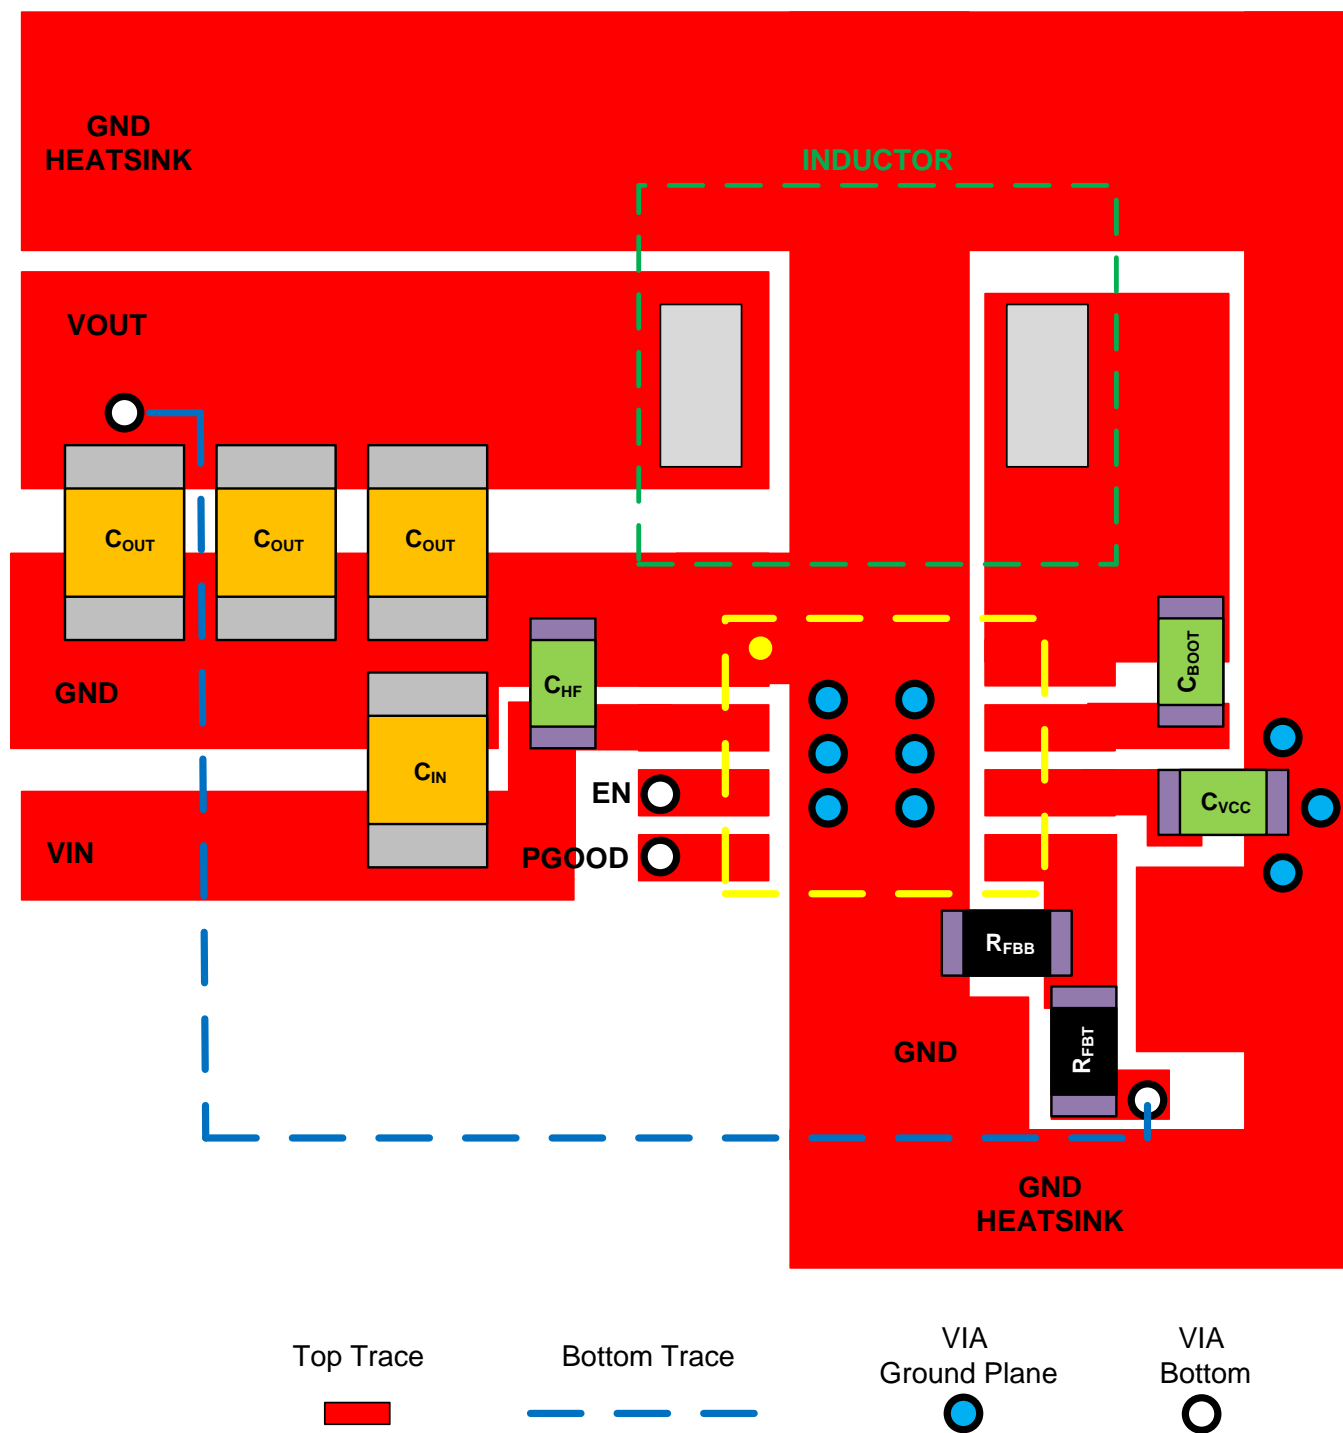 GND
HEATSINK
INDUCTOR
VOUT
COUT
COUT
COUT
GND
CHF
CBOOT
CIN
EN
CVCC
VIN
PGOOD
RFBB
GND
RFBT
GND
HEATSINK
Top Trace
Bottom Trace
VIA
Ground Plane
VIA
Bottom